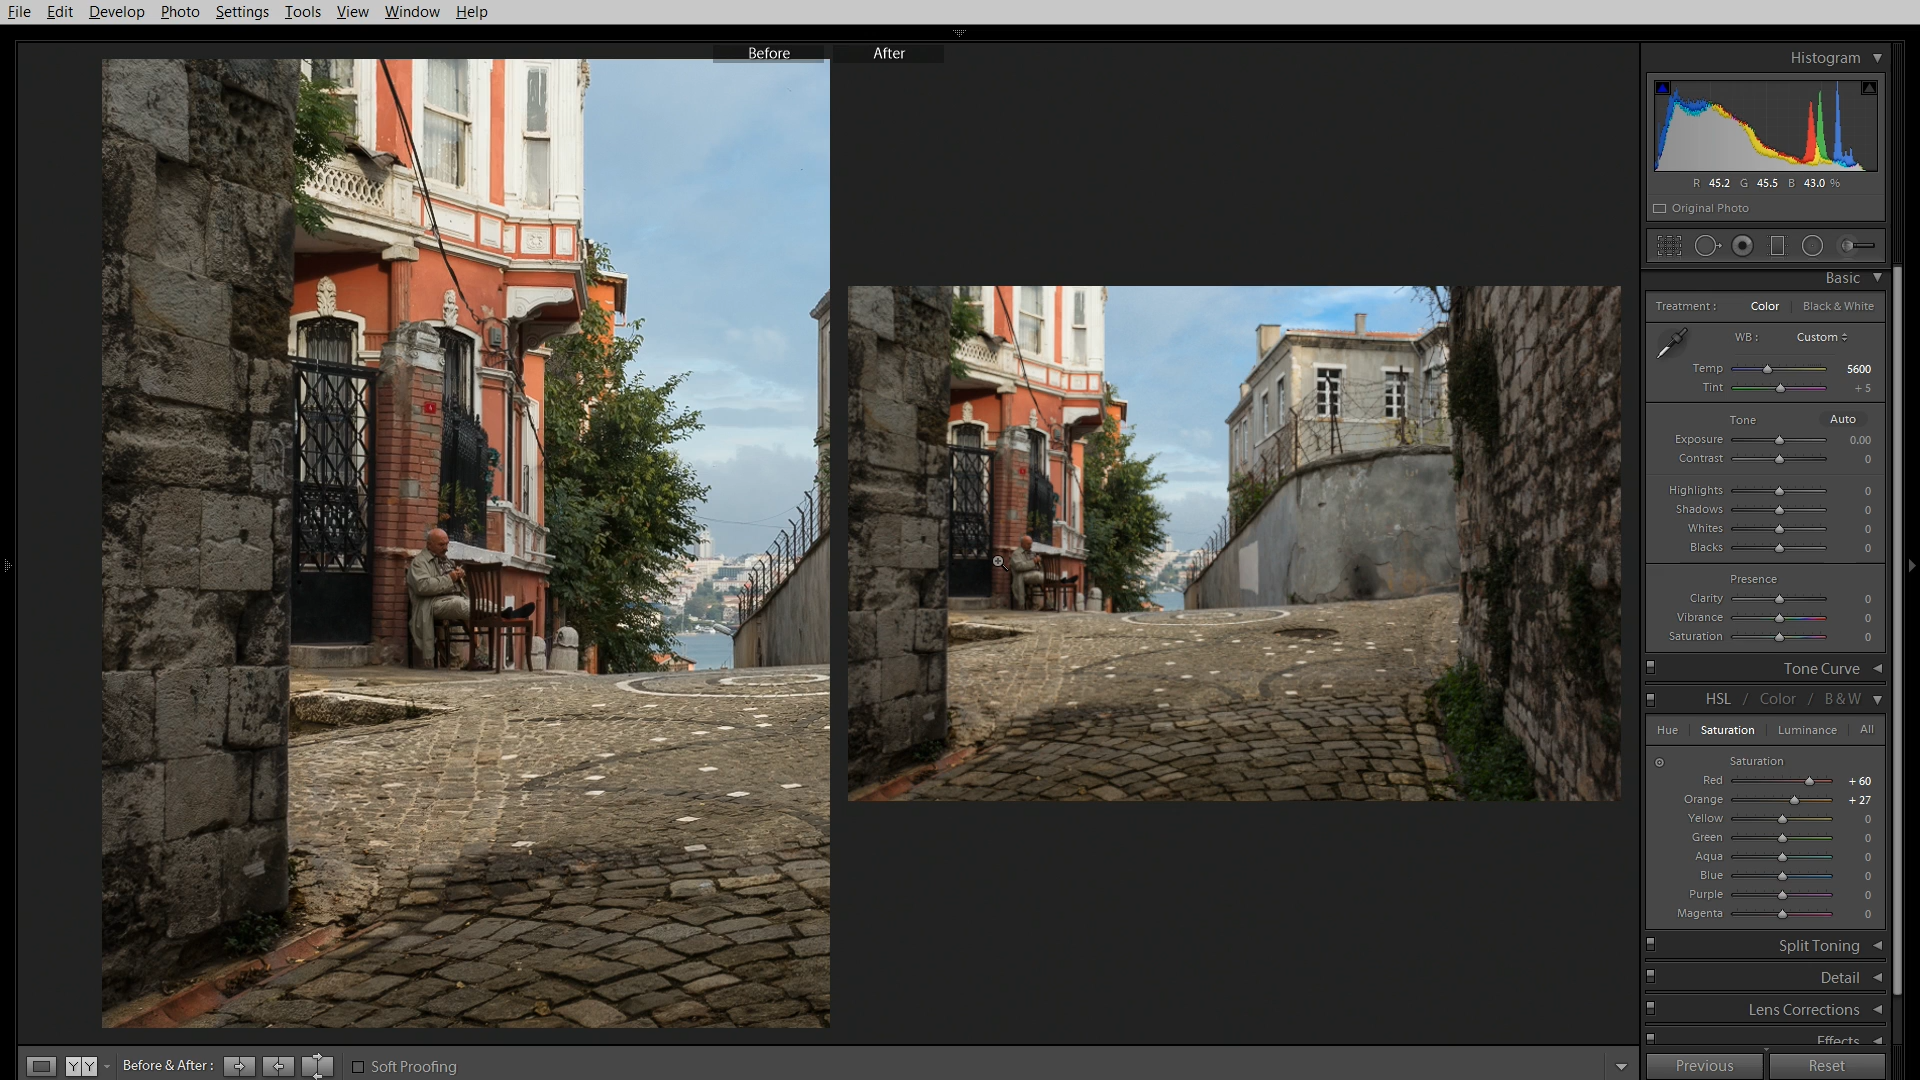 File Edit Develop Photo Settings Tools View Window Help
Before After
Histogram
R 45.2 G 45.5 B 43.0 %
Original Photo
Basic
Treatment : Color Black & White
WB : Custom
Temp 5600
Tint + 5
Tone Auto
Exposure 0.00
Contrast 0
Highlights 0
Shadows 0
Whites 0
Blacks 0
Presence
Clarity 0
Vibrance 0
Saturation 0
Tone Curve
HSL / Color / B & W
Hue Saturation Luminance All
Saturation
Red + 60
Orange + 27
Yellow 0
Green 0
Aqua 0
Blue 0
Purple 0
Magenta 0
Split Toning
Detail
Lens Corrections
Effects
YY Before & After : Soft Proofing
Previous Reset